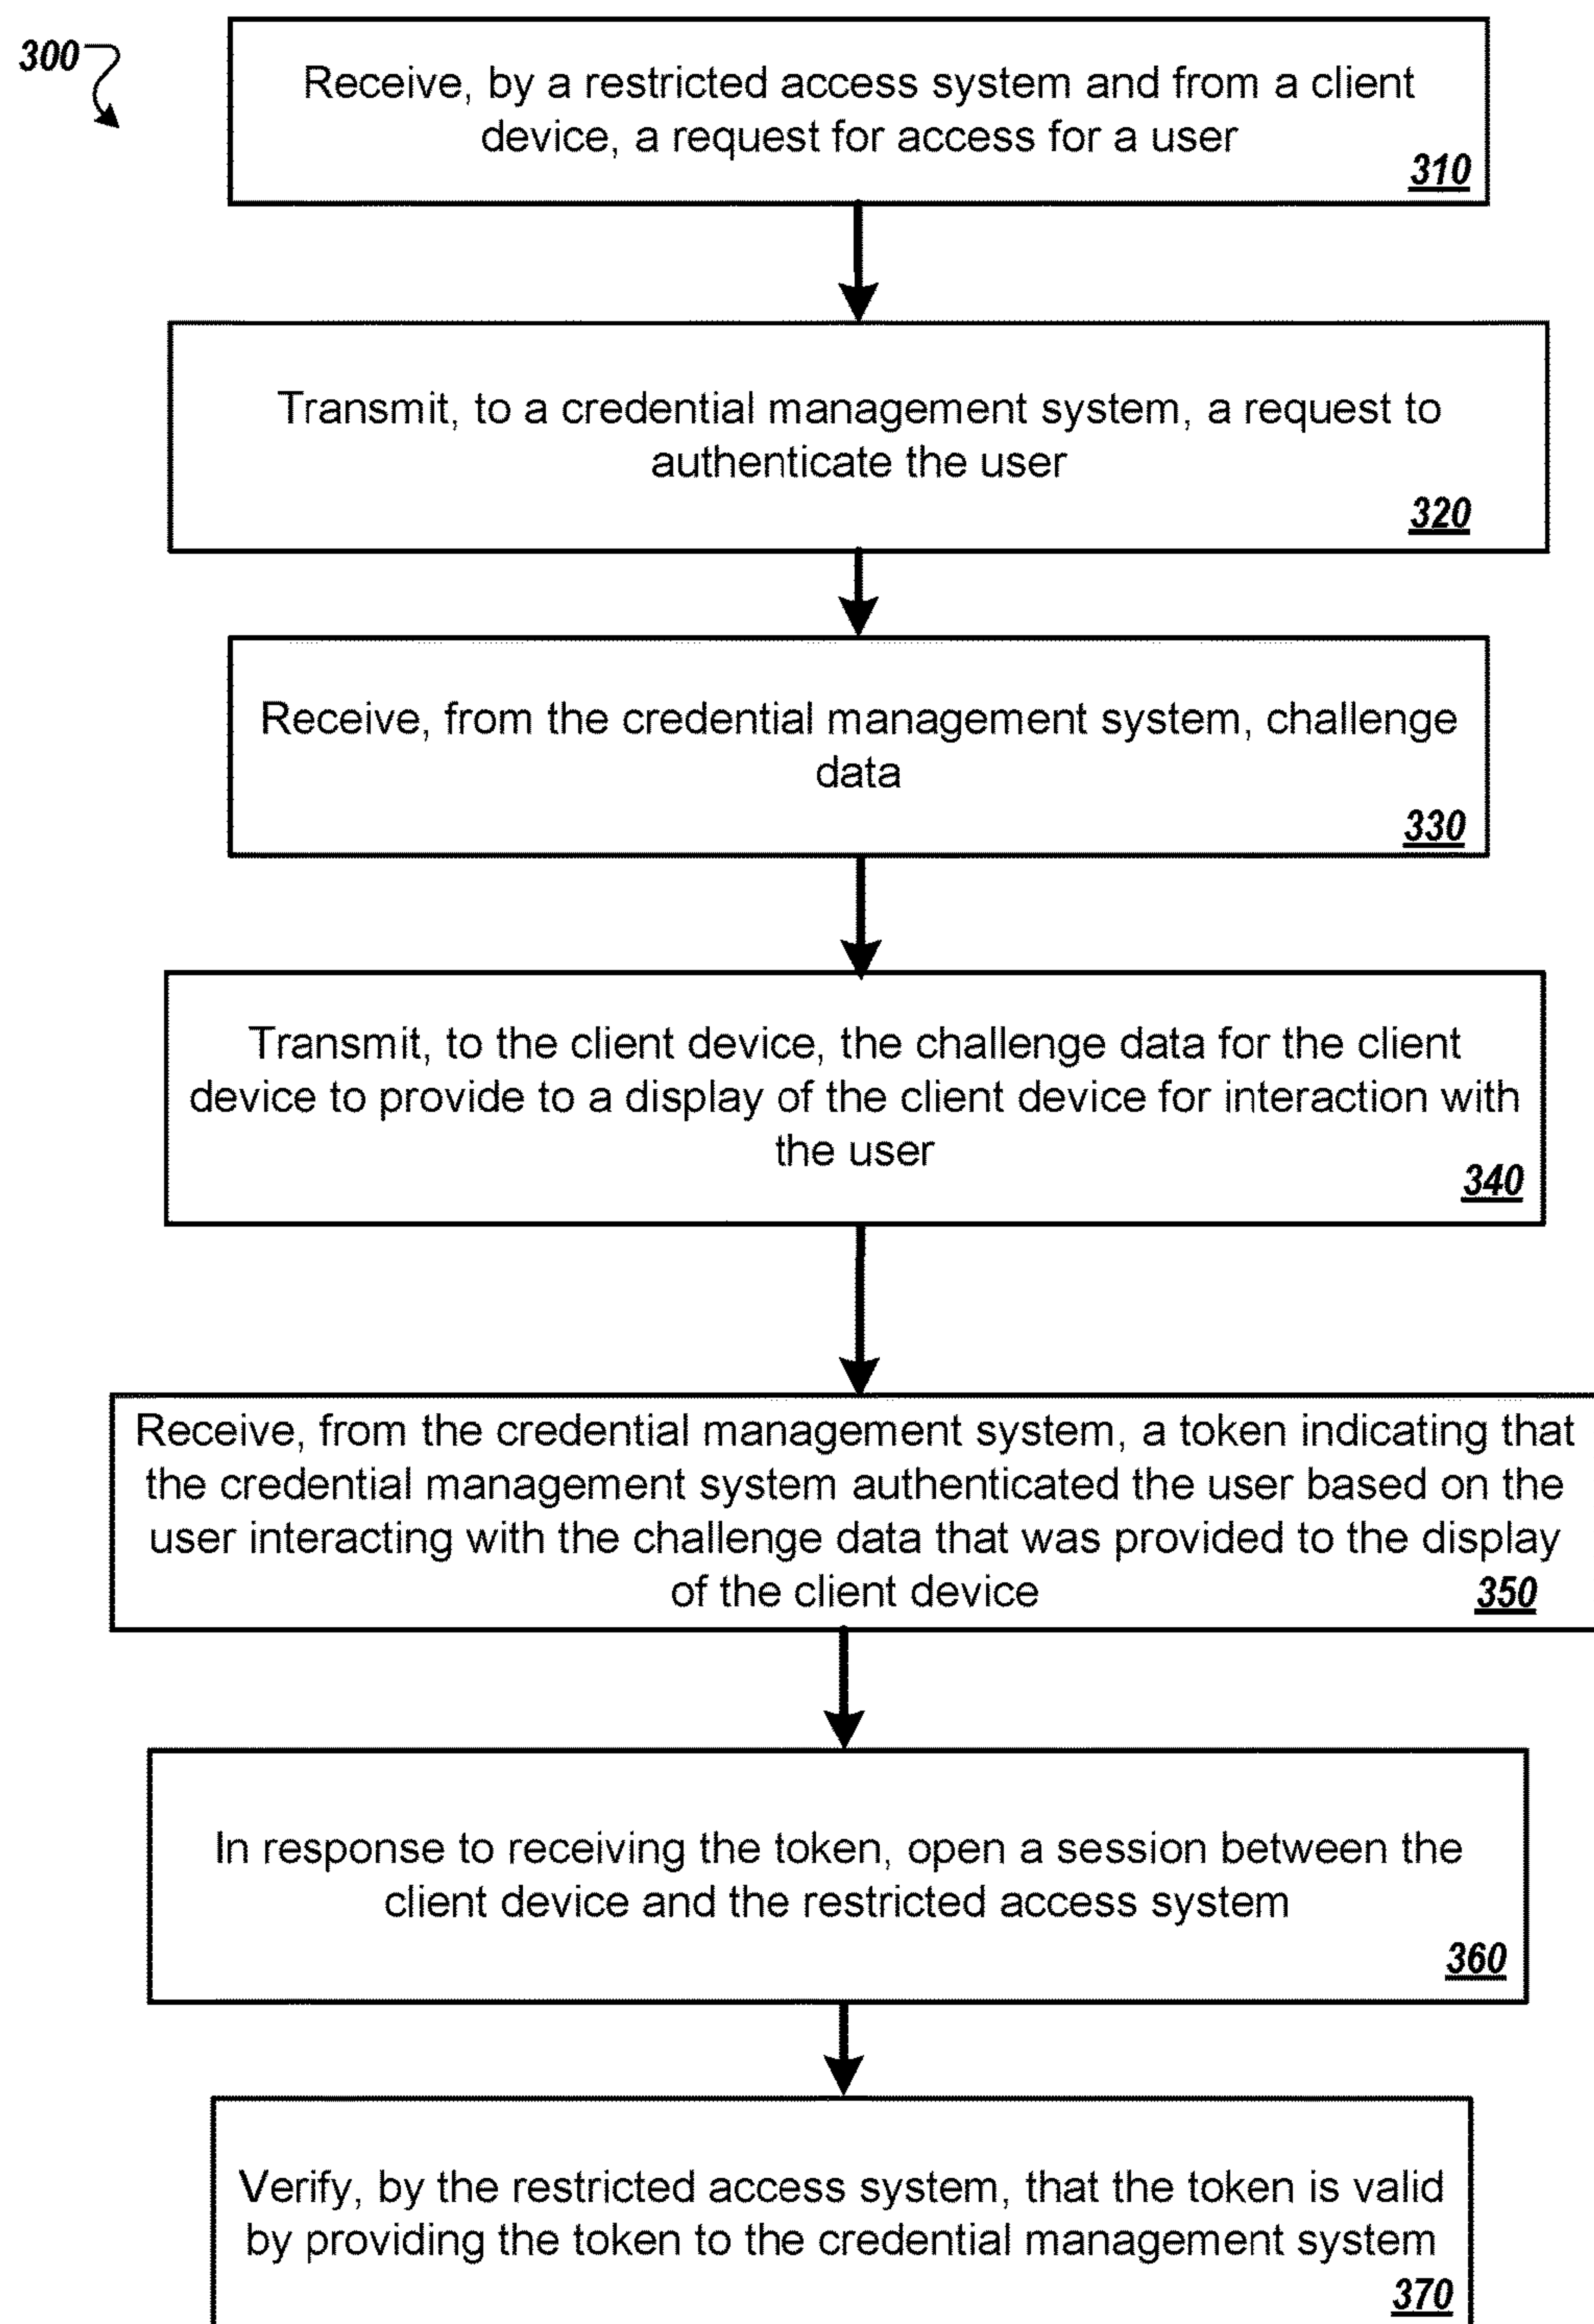 300
Receive, by a restricted access system and from a client
device, a request for access for a user
310
Transmit, to a credential management system, a request to
authenticate the user
320
Receive, from the credential management system, challenge
data
330
Transmit, to the client device, the challenge data for the client
device to provide to a display of the client device for interaction with
the user
340
Receive, from the credential management system, a token indicating that
the credential management system authenticated the user based on the
user interacting with the challenge data that was provided to the display
of the client device
350
In response to receiving the token, open a session between the
client device and the restricted access system
360
Verify, by the restricted access system, that the token is valid
by providing the token to the credential management system
370